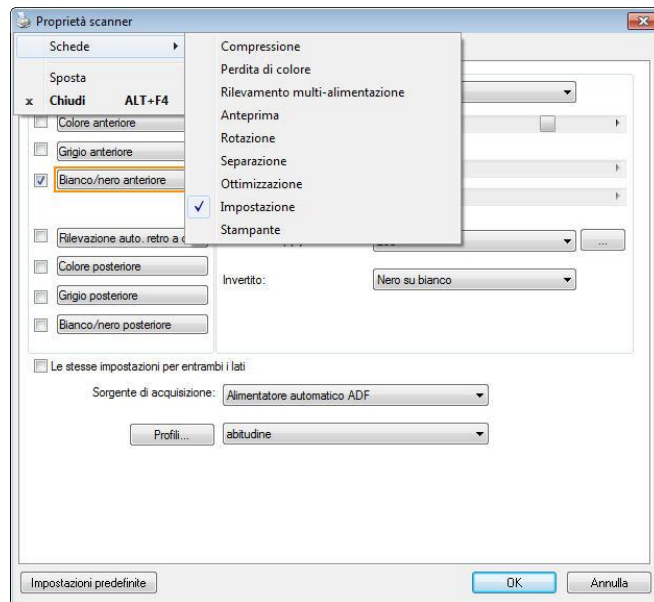 Proprietà scanner
Schede
Sposta
x Chiudi ALT+F4
Compressione
Perdita di colore
Rilevamento multi-alimentazione
Anteprima
Rotazione
Separazione
Ottimizzazione
Impostazione
Stampante
Colore anteriore
Grigio anteriore
Bianco/nero anteriore
Rilevazione auto. retro a
...
Colore posteriore
Grigio posteriore
Bianco/nero posteriore
Invertito: Nero su bianco
Le stesse impostazioni per entrambi i lati
Sorgente di acquisizione: Alimentatore automatico ADF
Profili... abitudine
Impostazioni predefinite OK Annulla